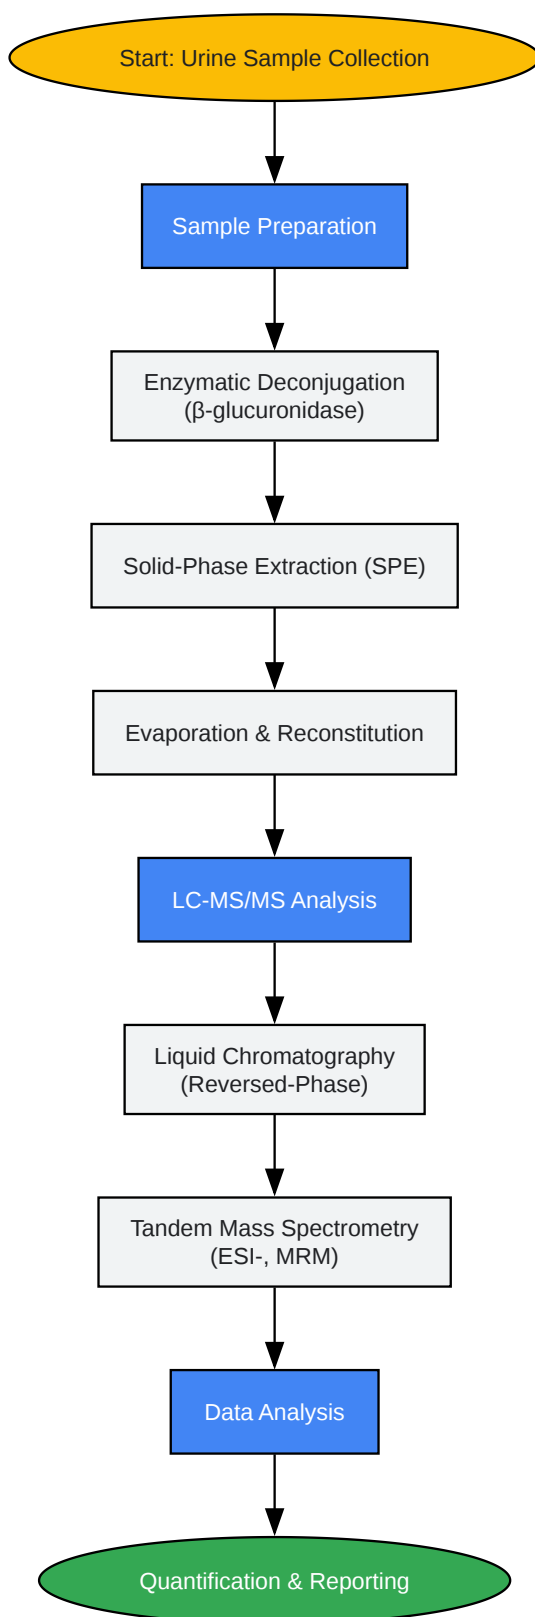 Start: Urine Sample Collection
Sample Preparation
Enzymatic Deconjugation
(β-glucuronidase)
Solid-Phase Extraction (SPE)
Evaporation & Reconstitution
LC-MS/MS Analysis
Liquid Chromatography
(Reversed-Phase)
Tandem Mass Spectrometry
(ESI-, MRM)
Data Analysis
Quantification & Reporting